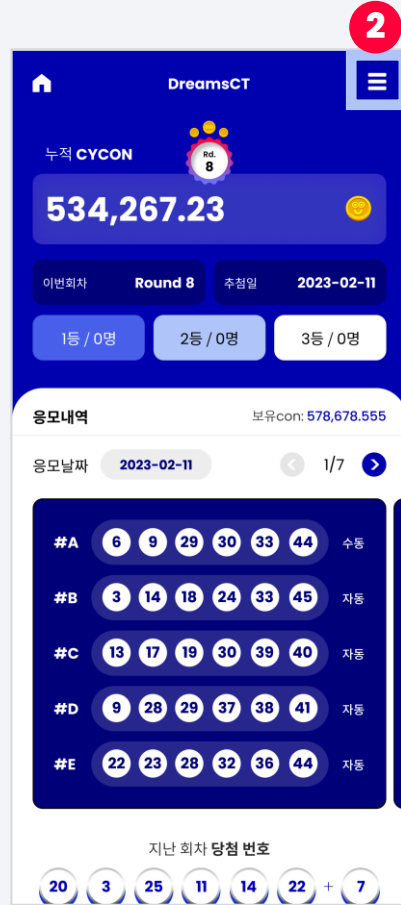 2
DreamsCT
누적 CYCON
Rd.
8
534,267.23
이번회차 Round 8 추첨일 2023-02-11
1등 / 0명 2등 / 0명 3등 / 0명
응모내역 보유con: 578,678.555
응모날짜 2023-02-11 1/7
#A 6 9 29 30 33 44 수동
#B 3 14 18 24 33 45 자동
#C 13 17 19 30 39 40 자동
#D 9 28 29 37 38 41 자동
#E 22 23 28 32 36 44 자동
지난 회차 당첨 번호
20 3 25 11 14 22 + 7